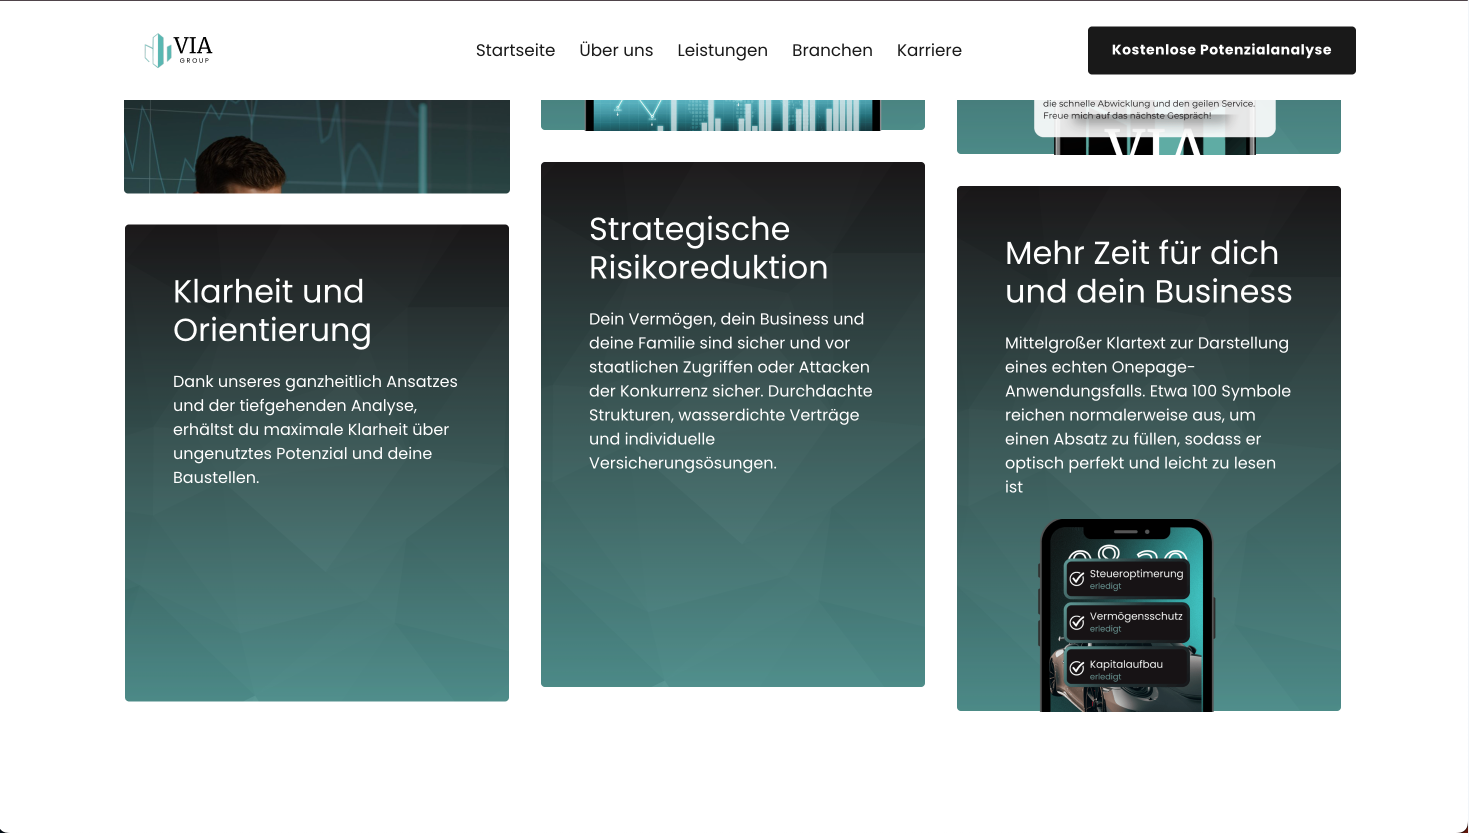 VIA
GROUP
Startseite
Über uns
Leistungen
Branchen
Karriere
Kostenlose Potenzialanalyse
die schnelle Abwicklung und den geilen Service.
Freue mich auf das nächste Gespräch!
VIA
Klarheit und
Orientierung
Dank unseres ganzheitlich Ansatzes
und der tiefgehenden Analyse,
erhältst du maximale Klarheit über
ungenutztes Potenzial und deine
Baustellen.
Strategische
Risikoreduktion
Dein Vermögen, dein Business und
deine Familie sind sicher und vor
staatlichen Zugriffen oder Attacken
der Konkurrenz sicher. Durchdachte
Strukturen, wasserdichte Verträge
und individuelle
Versicherungsösungen.
Mehr Zeit für dich
und dein Business
Mittelgroßer Klartext zur Darstellung
eines echten Onepage-
Anwendungsfalls. Etwa 100 Symbole
reichen normalerweise aus, um
einen Absatz zu füllen, sodass er
optisch perfekt und leicht zu lesen
ist
Steueroptimerung
erledigt
Vermögensschutz
erledigt
Kapitalaufbau
erledigt